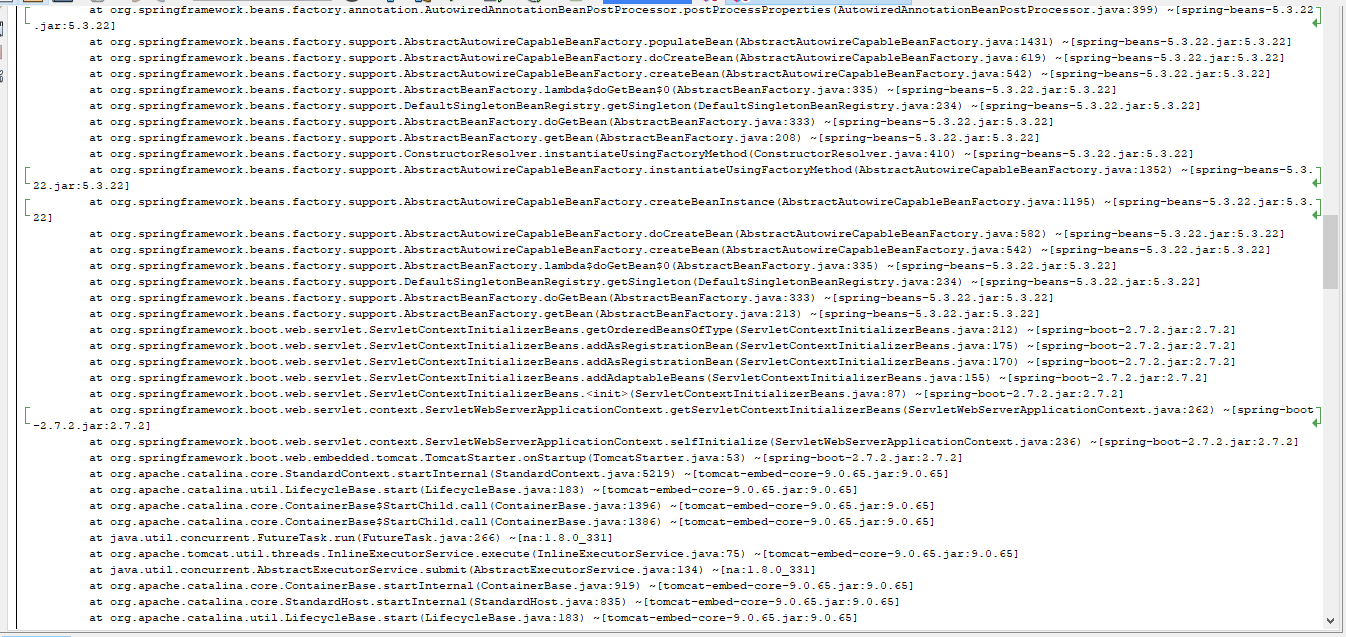 at org.springframework.beans.factory.annotation.AutowiredAnnotationBeanPostProcessor.postProcessProperties(AutowiredAnnotationBeanPostProcessor.java:399) ~[spring-beans-5.3.22
.jar:5.3.22]
at org.springframework.beans.factory.support.AbstractAutowireCapableBeanFactory.populateBean(AbstractAutowireCapableBeanFactory.java:1431) ~[spring-beans-5.3.22.jar:5.3.22]
at org.springframework.beans.factory.support.AbstractAutowireCapableBeanFactory.doCreateBean(AbstractAutowireCapableBeanFactory.java:619) ~[spring-beans-5.3.22.jar:5.3.22]
at org.springframework.beans.factory.support.AbstractAutowireCapableBeanFactory.createBean(AbstractAutowireCapableBeanFactory.java:542) ~[spring-beans-5.3.22.jar:5.3.22]
at org.springframework.beans.factory.support.AbstractBeanFactory.lambda$doGetBean$0(AbstractBeanFactory.java:335) ~[spring-beans-5.3.22.jar:5.3.22]
at org.springframework.beans.factory.support.DefaultSingletonBeanRegistry.getSingleton(DefaultSingletonBeanRegistry.java:234) ~[spring-beans-5.3.22.jar:5.3.22]
at org.springframework.beans.factory.support.AbstractBeanFactory.doGetBean(AbstractBeanFactory.java:333) ~[spring-beans-5.3.22.jar:5.3.22]
at org.springframework.beans.factory.support.AbstractBeanFactory.getBean(AbstractBeanFactory.java:208) ~[spring-beans-5.3.22.jar:5.3.22]
at org.springframework.beans.factory.support.ConstructorResolver.instantiateUsingFactoryMethod(ConstructorResolver.java:410) ~[spring-beans-5.3.22.jar:5.3.22]
at org.springframework.beans.factory.support.AbstractAutowireCapableBeanFactory.instantiateUsingFactoryMethod(AbstractAutowireCapableBeanFactory.java:1352) ~[spring-beans-5.3.
22.jar:5.3.22]
at org.springframework.beans.factory.support.AbstractAutowireCapableBeanFactory.createBeanInstance(AbstractAutowireCapableBeanFactory.java:1195) ~[spring-beans-5.3.22.jar:5.3.
22]
at org.springframework.beans.factory.support.AbstractAutowireCapableBeanFactory.doCreateBean(AbstractAutowireCapableBeanFactory.java:582) ~[spring-beans-5.3.22.jar:5.3.22]
at org.springframework.beans.factory.support.AbstractAutowireCapableBeanFactory.createBean(AbstractAutowireCapableBeanFactory.java:542) ~[spring-beans-5.3.22.jar:5.3.22]
at org.springframework.beans.factory.support.AbstractBeanFactory.lambda$doGetBean$0(AbstractBeanFactory.java:335) ~[spring-beans-5.3.22.jar:5.3.22]
at org.springframework.beans.factory.support.DefaultSingletonBeanRegistry.getSingleton(DefaultSingletonBeanRegistry.java:234) ~[spring-beans-5.3.22.jar:5.3.22]
at org.springframework.beans.factory.support.AbstractBeanFactory.doGetBean(AbstractBeanFactory.java:333) ~[spring-beans-5.3.22.jar:5.3.22]
at org.springframework.beans.factory.support.AbstractBeanFactory.getBean(AbstractBeanFactory.java:213) ~[spring-beans-5.3.22.jar:5.3.22]
at org.springframework.boot.web.servlet.ServletContextInitializerBeans.getOrderedBeansOfType(ServletContextInitializerBeans.java:212) ~[spring-boot-2.7.2.jar:2.7.2]
at org.springframework.boot.web.servlet.ServletContextInitializerBeans.addAsRegistrationBean(ServletContextInitializerBeans.java:175) ~[spring-boot-2.7.2.jar:2.7.2]
at org.springframework.boot.web.servlet.ServletContextInitializerBeans.addAsRegistrationBean(ServletContextInitializerBeans.java:170) ~[spring-boot-2.7.2.jar:2.7.2]
at org.springframework.boot.web.servlet.ServletContextInitializerBeans.addAdaptableBeans(ServletContextInitializerBeans.java:155) ~[spring-boot-2.7.2.jar:2.7.2]
at org.springframework.boot.web.servlet.ServletContextInitializerBeans.<init>(ServletContextInitializerBeans.java:87) ~[spring-boot-2.7.2.jar:2.7.2]
at org.springframework.boot.web.servlet.context.ServletWebServerApplicationContext.getServletContextInitializerBeans(ServletWebServerApplicationContext.java:262) ~[spring-boot
-2.7.2.jar:2.7.2]
at org.springframework.boot.web.servlet.context.ServletWebServerApplicationContext.selfInitialize(ServletWebServerApplicationContext.java:236) ~[spring-boot-2.7.2.jar:2.7.2]
at org.springframework.boot.web.embedded.tomcat.TomcatStarter.onStartup(TomcatStarter.java:53) ~[spring-boot-2.7.2.jar:2.7.2]
at org.apache.catalina.core.StandardContext.startInternal(StandardContext.java:5219) ~[tomcat-embed-core-9.0.65.jar:9.0.65]
at org.apache.catalina.util.LifecycleBase.start(LifecycleBase.java:183) ~[tomcat-embed-core-9.0.65.jar:9.0.65]
at org.apache.catalina.core.ContainerBase$StartChild.call(ContainerBase.java:1396) ~[tomcat-embed-core-9.0.65.jar:9.0.65]
at org.apache.catalina.core.ContainerBase$StartChild.call(ContainerBase.java:1386) ~[tomcat-embed-core-9.0.65.jar:9.0.65]
at java.util.concurrent.FutureTask.run(FutureTask.java:266) ~[na:1.8.0_331]
at org.apache.tomcat.util.threads.InlineExecutorService.execute(InlineExecutorService.java:75) ~[tomcat-embed-core-9.0.65.jar:9.0.65]
at java.util.concurrent.AbstractExecutorService.submit(AbstractExecutorService.java:134) ~[na:1.8.0_331]
at org.apache.catalina.core.ContainerBase.startInternal(ContainerBase.java:919) ~[tomcat-embed-core-9.0.65.jar:9.0.65]
at org.apache.catalina.core.StandardHost.startInternal(StandardHost.java:835) ~[tomcat-embed-core-9.0.65.jar:9.0.65]
at org.apache.catalina.util.LifecycleBase.start(LifecycleBase.java:183) ~[tomcat-embed-core-9.0.65.jar:9.0.65]